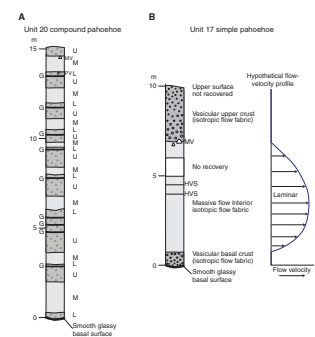 A
Unit 20 compound pahoehoe
m
15
U
MV
M
G
PV
L
U
M
L
G
U
M
L
G
U
M
10
G
L
U
M
G
L
U
M
L
G
G
5
U
M
G
L
U
M
L
0
Smooth glassy
basal surface
B
Unit 17 simple pahoehoe
m
10
Upper surface
not recovered
Vesicular upper crust
(isotropic flow fabric)
MV
No recovery
5
HVS
HVS
Massive flow interior
isotropic flow fabric
Vesicular basal crust
(isotropic flow fabric)
0
Smooth glassy
basal surface
Hypothetical flow-
velocity profile
Laminar
Flow velocity